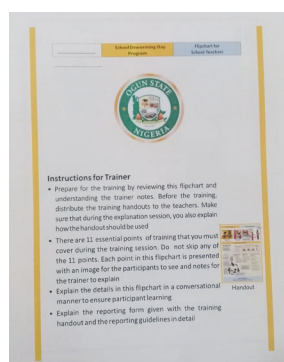 School Deworming Day
Program
Flipchart for
School Teachers
OGUN STATE
NIGERIA
Instructions for Trainer
• Prepare for the training by reviewing this flipchart and
understanding the trainer notes. Before the training,
distribute the training handouts to the teachers. Make
sure that during the explanation session, you also explain
how the handout should be used
• There are 11 essential points of training that you must
cover during the training session. Do not skip any of
the 11 points. Each point in this flipchart is presented
with an image for the participants to see and notes for
the trainer to explain
• Explain the details in this flipchart in a conversational
manner to ensure participant learning
Handout
• Explain the reporting form given with the training
handout and the reporting guidelines in detail